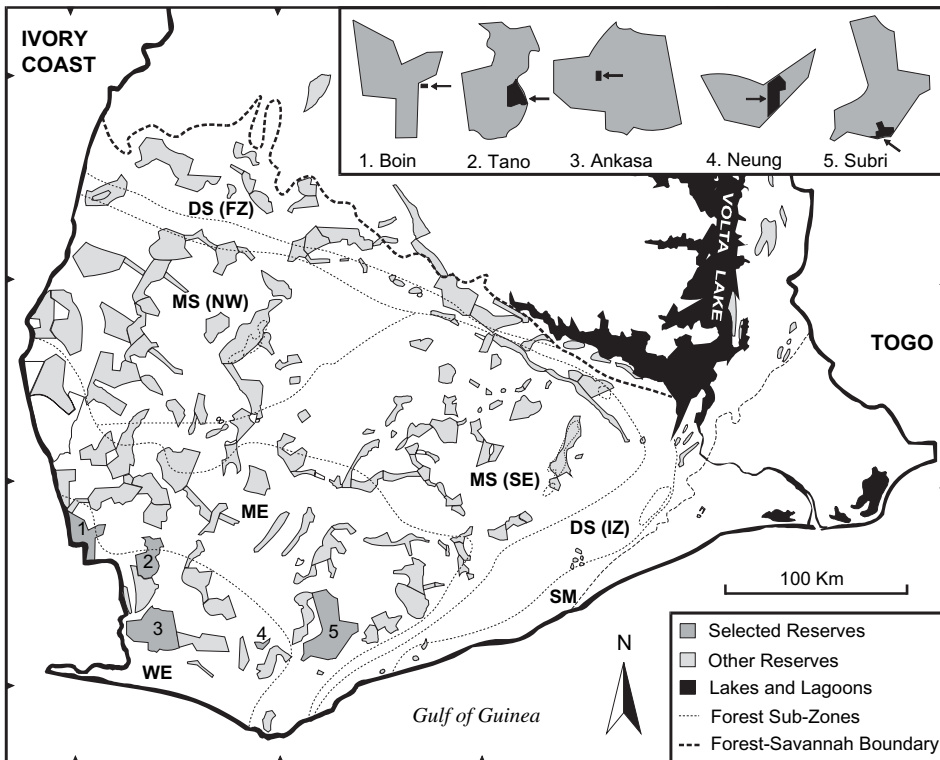 IVORY
COAST
1. Boin
2. Tano
3. Ankasa
4. Neung
5. Subri
DS (FZ)
VOLTA LAKE
MS (NW)
TOGO
MS (SE)
ME
1
DS (IZ)
2
100 Km
SM
3
4
5
WE
N
Gulf of Guinea
Selected Reserves
Other Reserves
Lakes and Lagoons
Forest Sub-Zones
Forest-Savannah Boundary